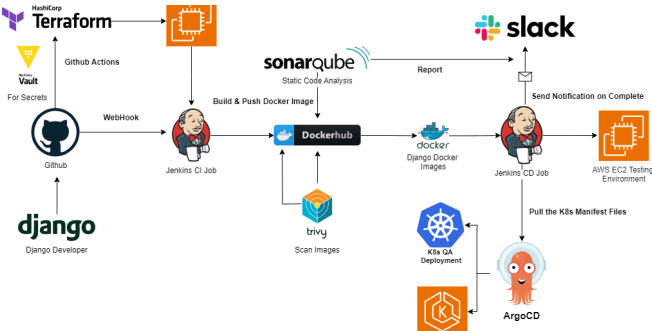 HashiCorp
Terraform
slack
sonarqube
Github Actions
HashiCorp
Vault
Static Code Analysis
Report
For Secrets
Build & Push Docker Image
Send Notification on Complete
WebHook
Dockerhub
docker
Github
Jenkins CI Job
Django Docker
Images
Jenkins CD Job
AWS EC2 Testing
Environment
django
trivy
Pull the K8s Manifest Files
Django Developer
Scan Images
K8s QA
Deployment
K
ArgoCD